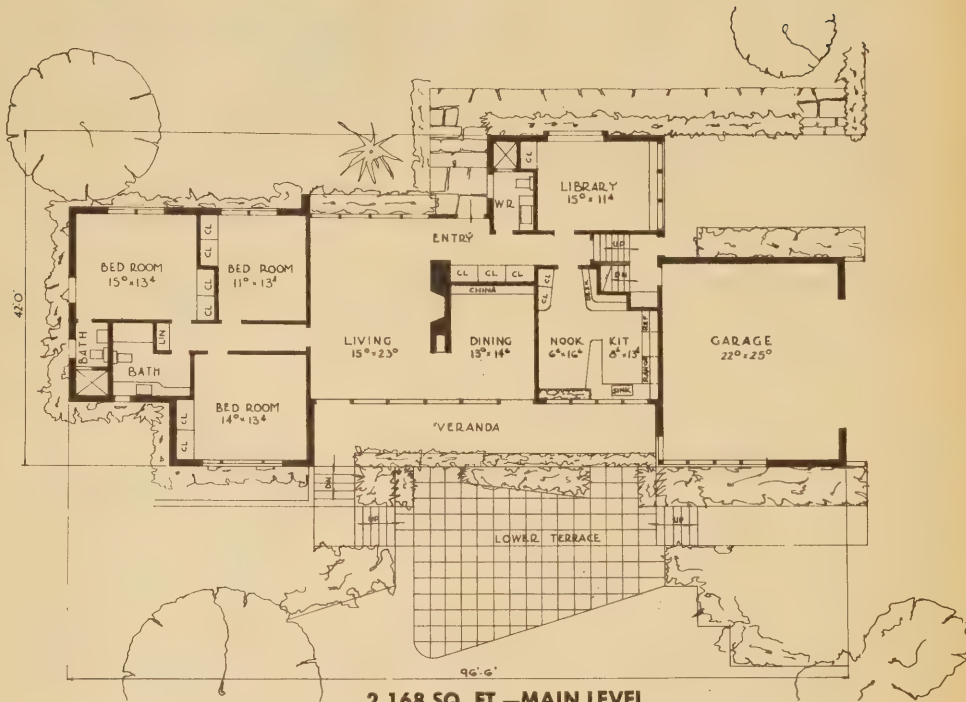 LIBRARY
15⁰ x 11⁴
CL
WR
ENTRY
UP
DN
CL CL CL
CHINA
BED ROOM
15⁰ x 13⁴
CL
CL
CL
CL
BED ROOM
11⁰ x 13⁴
42'0"
BATH
BATH
LIN
LIVING
15⁰ x 23⁰
DINING
13⁰ x 14⁶
CL
CL
NOOK
6⁶ x 16⁶
KIT
8⁶ x 13⁴
REF
RANGE
SINK
GARAGE
22⁰ x 25⁰
BED ROOM
14⁰ x 13⁴
CL
CL
VERANDA
DN
UP
UP
LOWER TERRACE
96'-6"
2,168 SQ. FT.—MAIN LEVEL